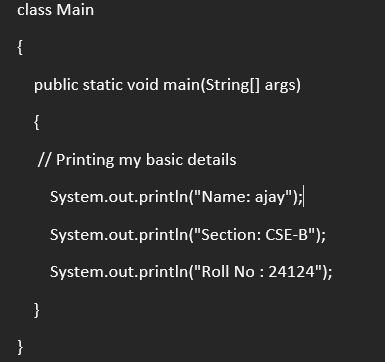 class Main
{
public static void main(String[] args)
{
// Printing my basic details
System.out.println("Name: ajay");
System.out.println("Section: CSE-B");
System.out.println("Roll No : 24124");
}
}